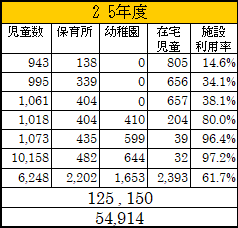 ２５年度
児童数 保育所 幼稚園 在宅児童 施設利用率
943 138 0 805 14.6%
995 339 0 656 34.1%
1,061 404 0 657 38.1%
1,018 404 410 204 80.0%
1,073 435 599 39 96.4%
10,158 482 644 32 97.2%
6,248 2,202 1,653 2,393 61.7%
125,150
54,914